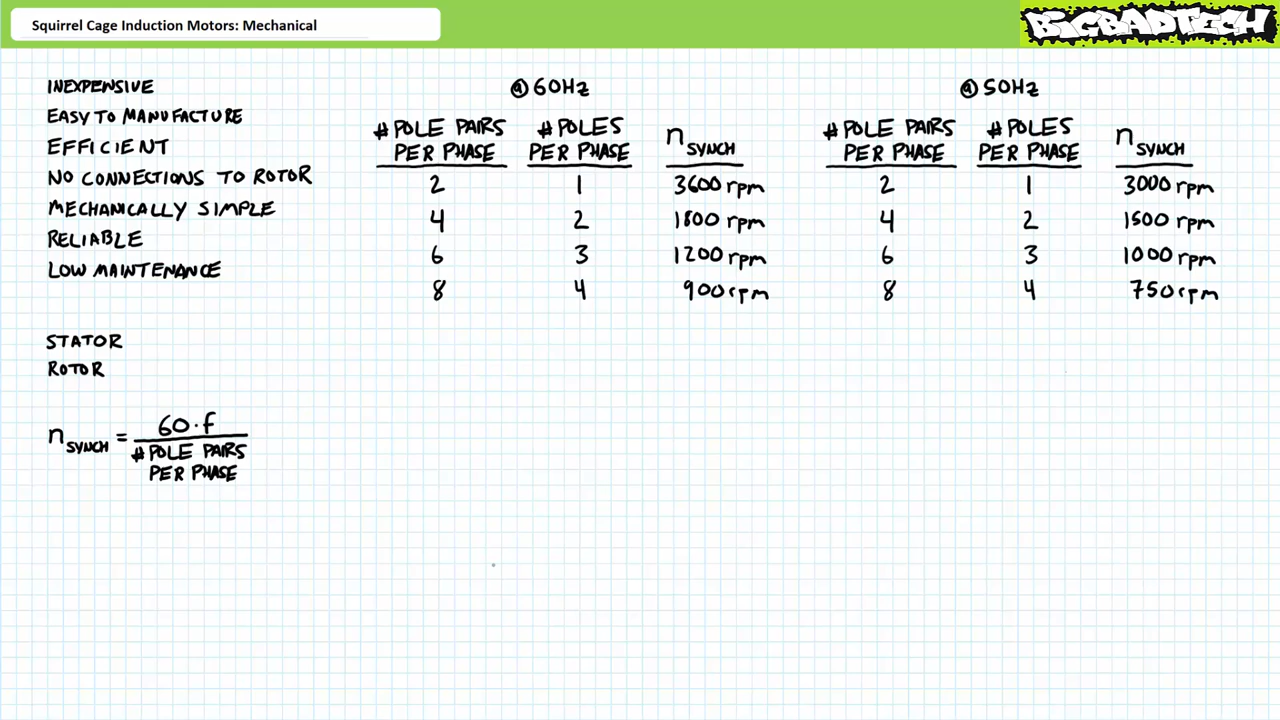 Squirrel Cage Induction Motors: Mechanical
BIGBADTECH
INEXPENSIVE
EASY TO MANUFACTURE
EFFICIENT
NO CONNECTIONS TO ROTOR
MECHANICALLY SIMPLE
RELIABLE
LOW MAINTENANCE
STATOR
ROTOR
n SYNCH = 60·f
# POLE PAIRS
PER PHASE
@ 60HZ
# POLE PAIRS PER PHASE # POLES PER PHASE n SYNCH
2 1 3600 rpm
4 2 1800 rpm
6 3 1200 rpm
8 4 900 rpm
@ 50HZ
# POLE PAIRS PER PHASE # POLES PER PHASE n SYNCH
2 1 3000 rpm
4 2 1500 rpm
6 3 1000 rpm
8 4 750 rpm